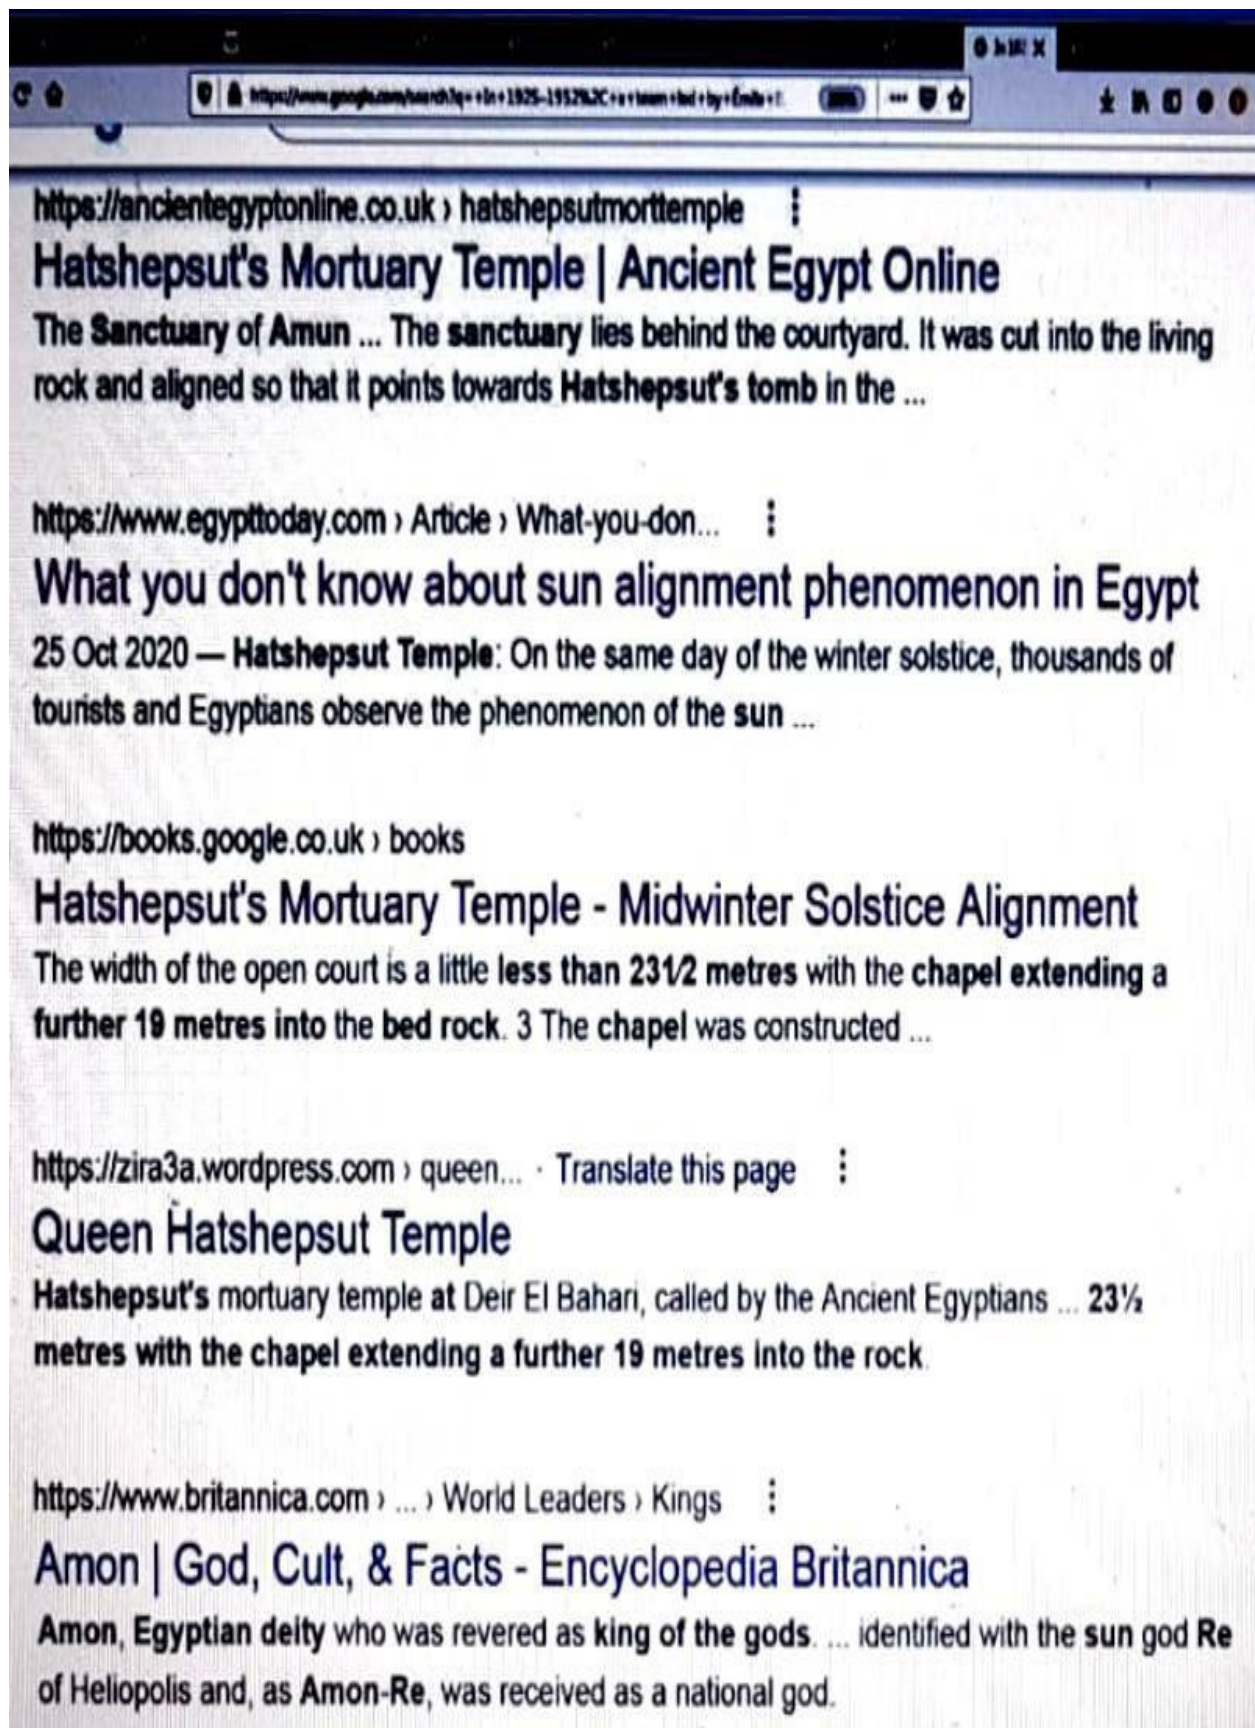 https://ancientegyptonline.co.uk › hatshepsutmorttemple
Hatshepsut's Mortuary Temple | Ancient Egypt Online
The Sanctuary of Amun ... The sanctuary lies behind the courtyard. It was cut into the living
rock and aligned so that it points towards Hatshepsut's tomb in the ...
https://www.egypttoday.com › Article › What-you-don...
What you don't know about sun alignment phenomenon in Egypt
25 Oct 2020 — Hatshepsut Temple: On the same day of the winter solstice, thousands of
tourists and Egyptians observe the phenomenon of the sun ...
https://books.google.co.uk › books
Hatshepsut's Mortuary Temple - Midwinter Solstice Alignment
The width of the open court is a little less than 231⁄2 metres with the chapel extending a
further 19 metres into the bed rock. 3 The chapel was constructed ...
https://zira3a.wordpress.com › queen... · Translate this page
Queen Hatshepsut Temple
Hatshepsut's mortuary temple at Deir El Bahari, called by the Ancient Egyptians ... 23½
metres with the chapel extending a further 19 metres into the rock.
https://www.britannica.com › ... › World Leaders › Kings
Amon | God, Cult, & Facts - Encyclopedia Britannica
Amon, Egyptian deity who was revered as king of the gods. ... identified with the sun god Re
of Heliopolis and, as Amon-Re, was received as a national god.